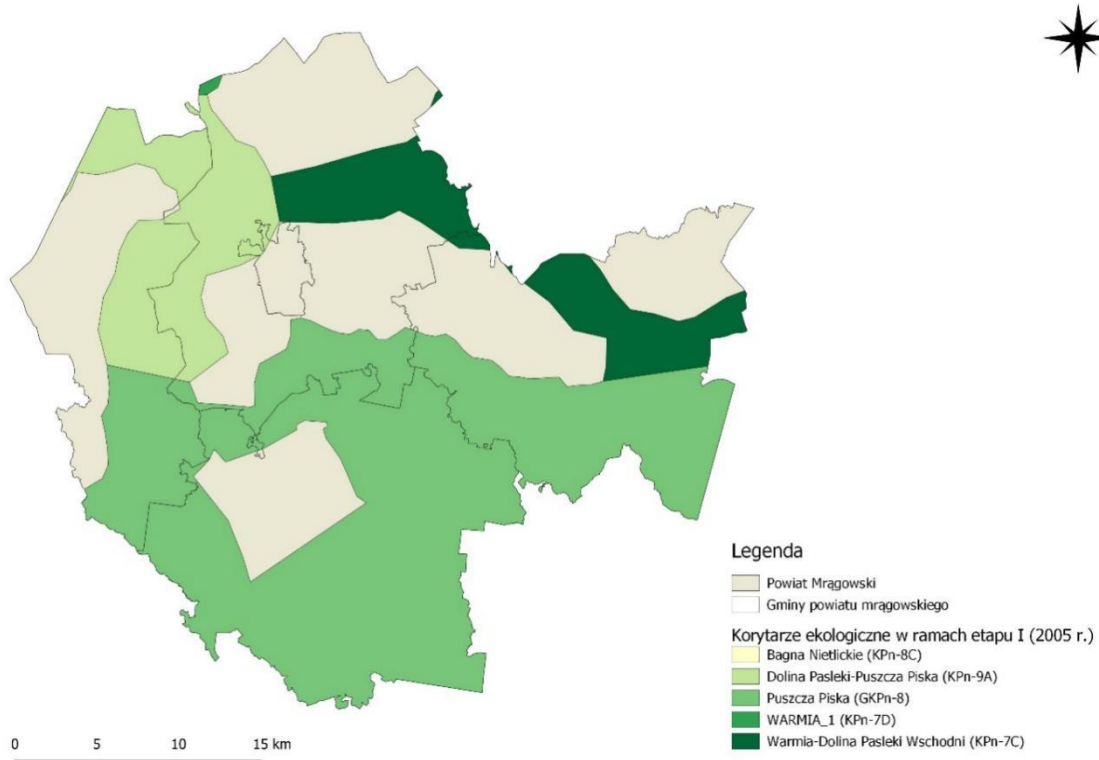 Legenda
Powiat Mrągowski
Gminy powiatu mrągowskiego
Korytarze ekologiczne w ramach etapu I (2005 r.)
Bagna Nietlickie (KPn-8C)
Dolina Pasleki-Puszcza Piska (KPn-9A)
Puszcza Piska (GKPn-8)
WARMIA_1 (KPn-7D)
Warmia-Dolina Pasleki Wschodni (KPn-7C)
0 5 10 15 km